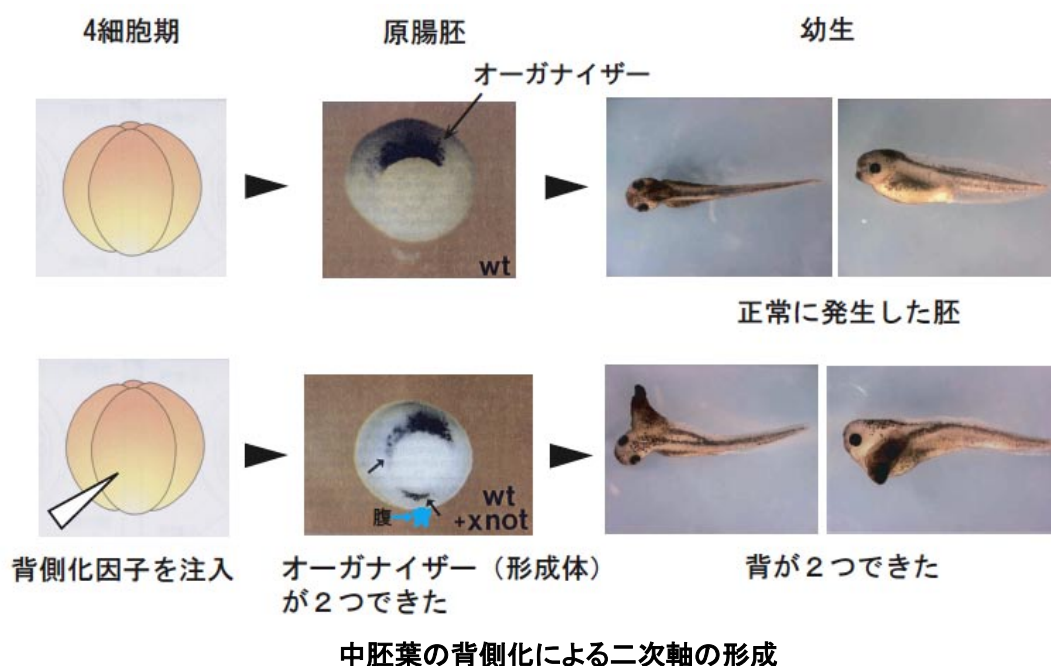 4細胞期
原腸胚
幼生
オーガナイザー
wt
正常に発生した胚
腹→背
wt
+xnot
背側化因子を注入
オーガナイザー（形成体）
が２つできた
背が２つできた
中胚葉の背側化による二次軸の形成